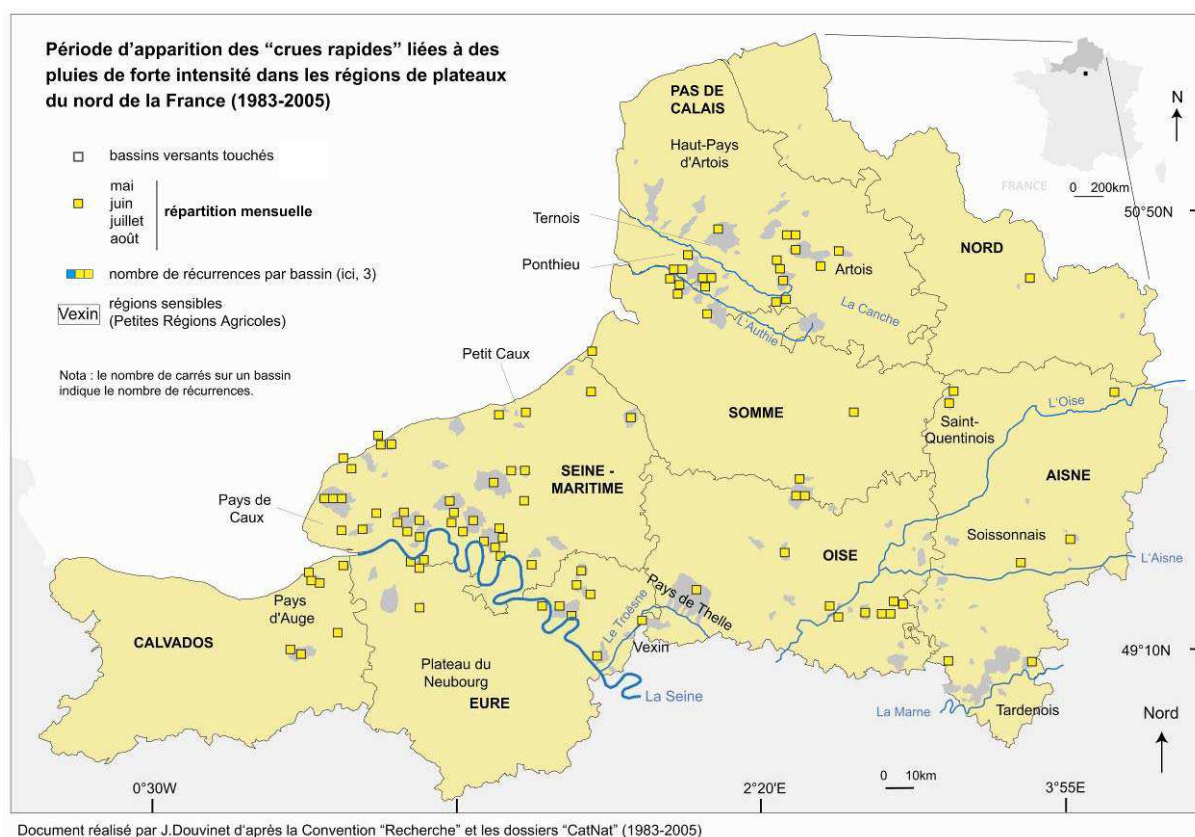 Période d'apparition des “crues rapides” liées à des
pluies de forte intensité dans les régions de plateaux
du nord de la France (1983-2005)
bassins versants touchés
mai
juin
juillet
août
répartition mensuelle
nombre de récurrences par bassin (ici, 3)
Vexin
régions sensibles
(Petites Régions Agricoles)
Nota : le nombre de carrés sur un bassin
indique le nombre de récurrences.
PAS DE
CALAIS
Haut-Pays
d'Artois
Ternois
Ponthieu
Artois
La Canche
L'Authie
NORD
FRANCE
0 200km
N
50°50N
Petit Caux
SOMME
Saint-
Quentinois
L'Oise
AISNE
SEINE -
MARITIME
Pays de
Caux
Soissonnais
OISE
L'Aisne
Pays
d'Auge
CALVADOS
Pays de Thelle
Le Troësne
Vexin
Plateau du
Neubourg
EURE
La Seine
49°10N
La Marne
Tardenois
Nord
0 10km
0°30W
2°20'E
3°55E
Document réalisé par J.Douvinet d'après la Convention “Recherche” et les dossiers “CatNat” (1983-2005)